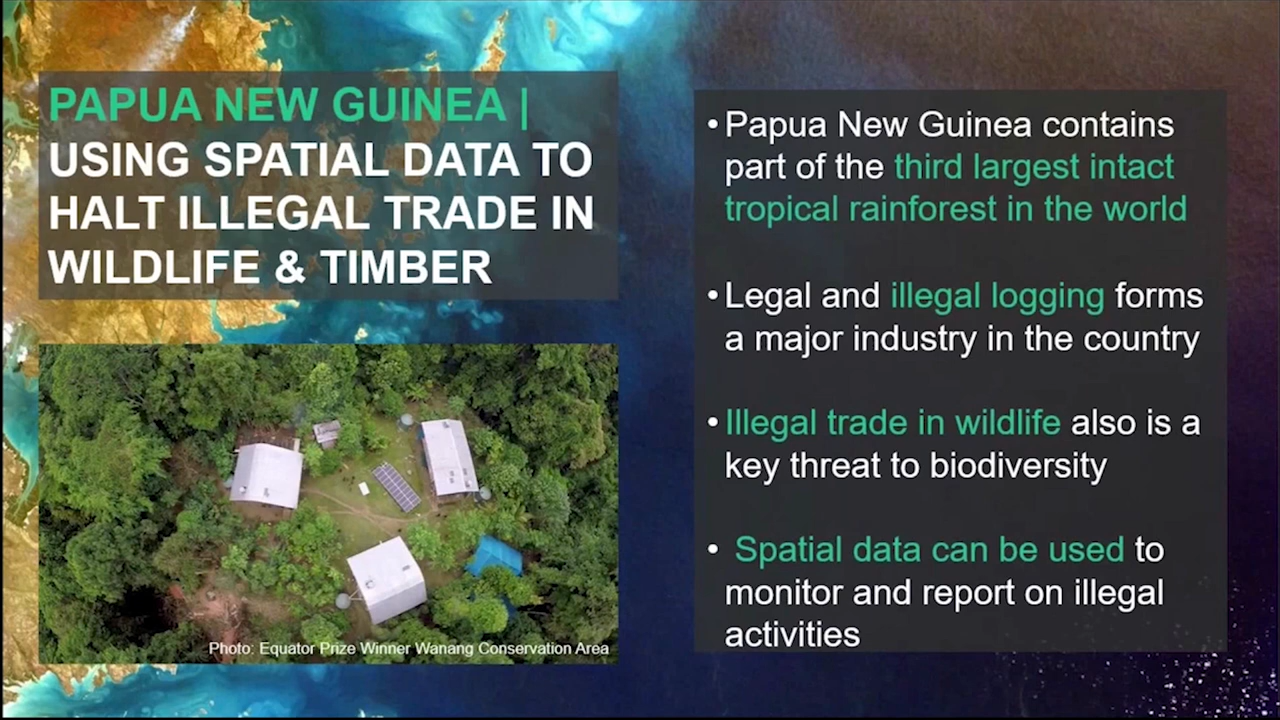 PAPUA NEW GUINEA |
USING SPATIAL DATA TO
HALT ILLEGAL TRADE IN
WILDLIFE & TIMBER
Photo: Equator Prize Winner Wanang Conservation Area
• Papua New Guinea contains
part of the third largest intact
tropical rainforest in the world
• Legal and illegal logging forms
a major industry in the country
• Illegal trade in wildlife also is a
key threat to biodiversity
• Spatial data can be used to
monitor and report on illegal
activities